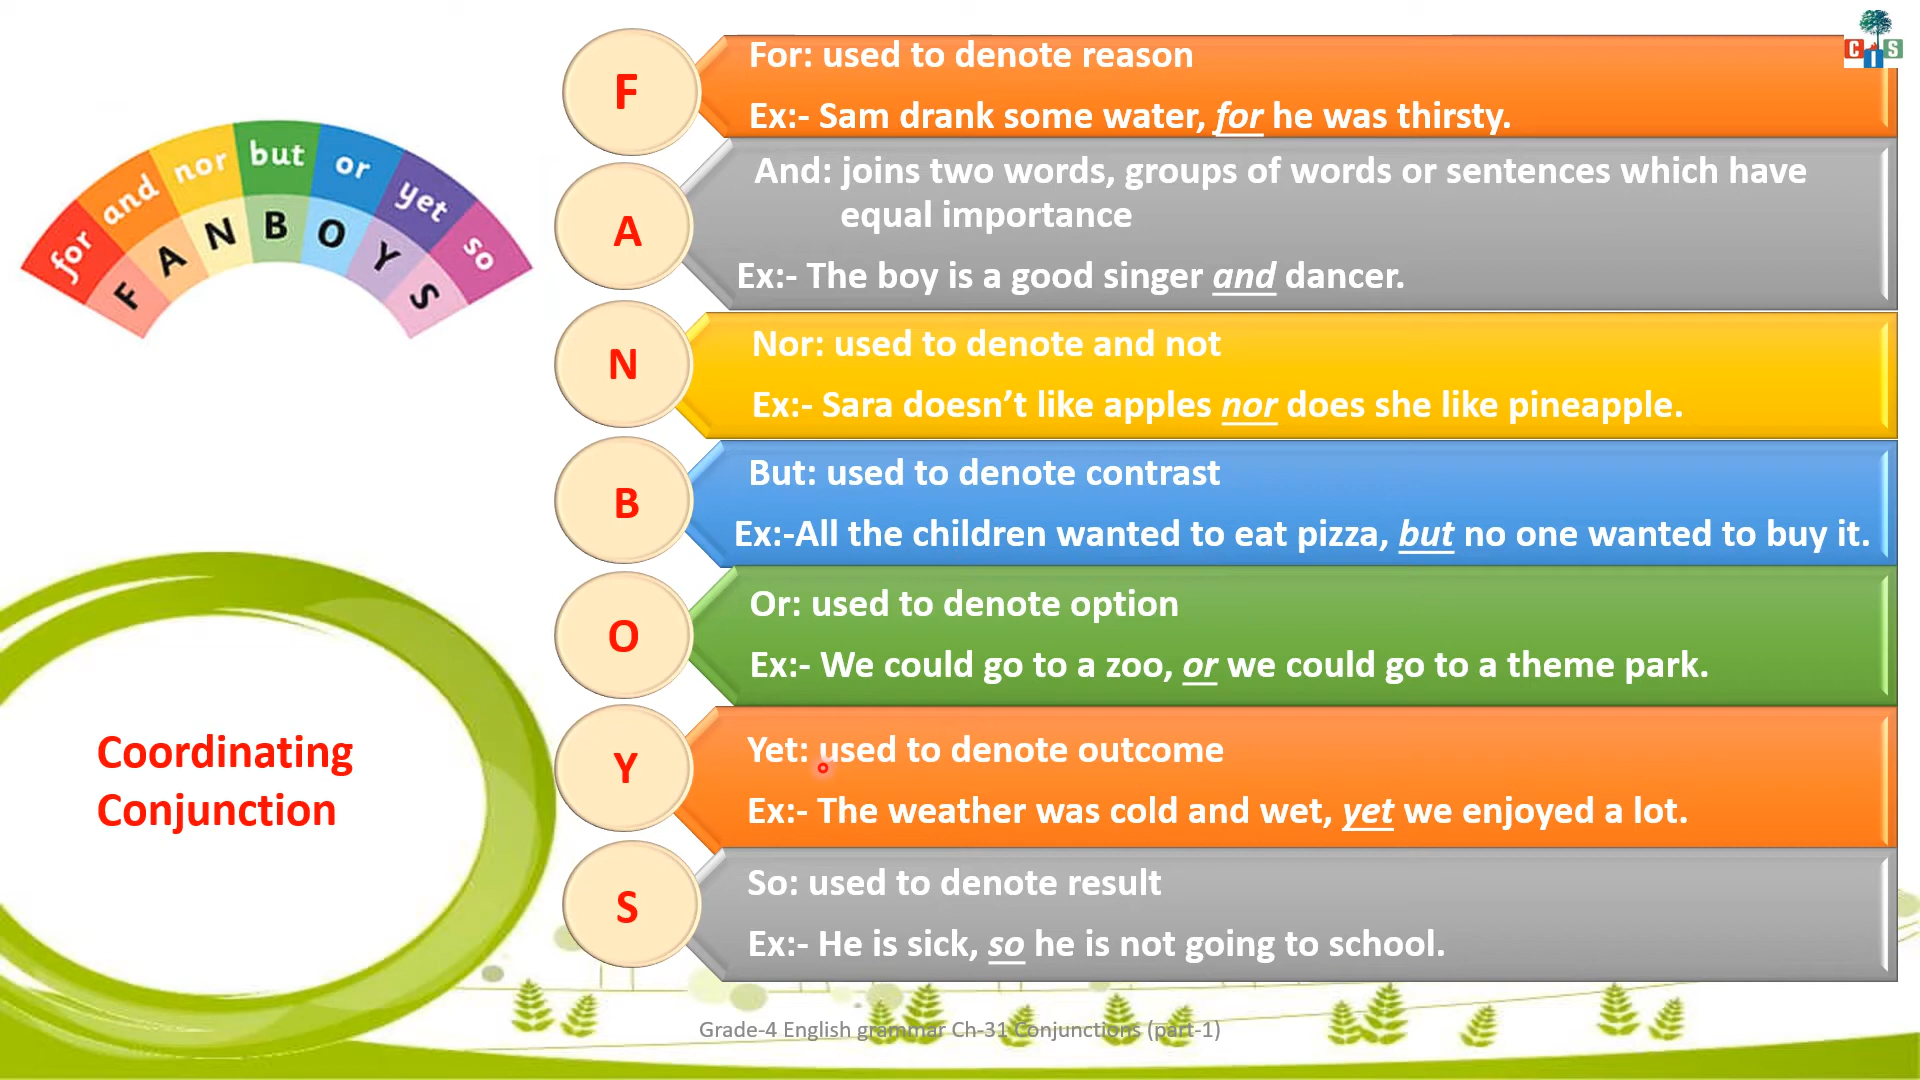 for and nor but or yet so
F A N B O Y S
Coordinating
Conjunction
F
For: used to denote reason
Ex:- Sam drank some water, for he was thirsty.
A
And: joins two words, groups of words or sentences which have
equal importance
Ex:- The boy is a good singer and dancer.
N
Nor: used to denote and not
Ex:- Sara doesn’t like apples nor does she like pineapple.
B
But: used to denote contrast
Ex:-All the children wanted to eat pizza, but no one wanted to buy it.
O
Or: used to denote option
Ex:- We could go to a zoo, or we could go to a theme park.
Y
Yet: used to denote outcome
Ex:- The weather was cold and wet, yet we enjoyed a lot.
S
So: used to denote result
Ex:- He is sick, so he is not going to school.
CIS
Grade-4 English grammar Ch-31 Conjunctions (part-1)